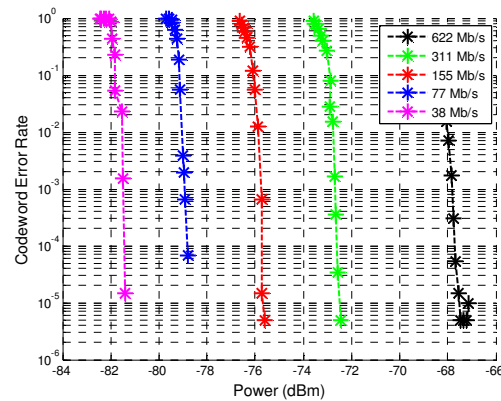 10^0
10^-1
10^-2
10^-3
10^-4
10^-5
10^-6
Codeword Error Rate
622 Mb/s
311 Mb/s
155 Mb/s
77 Mb/s
38 Mb/s
-84 -82 -80 -78 -76 -74 -72 -70 -68 -66
Power (dBm)